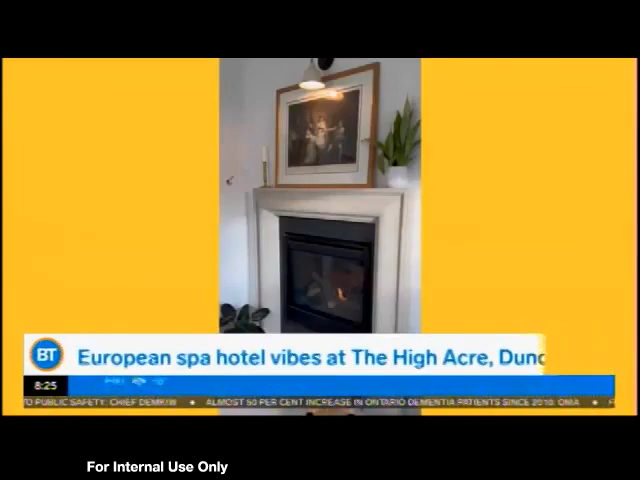 BT
European spa hotel vibes at The High Acre, Dunc
8:25
TO PUBLIC SAFETY: CHIEF DEMKIW ★ ALMOST 50 PER CENT INCREASE IN ONTARIO DEMENTIA PATIENTS SINCE 2010: OMA ★
For Internal Use Only